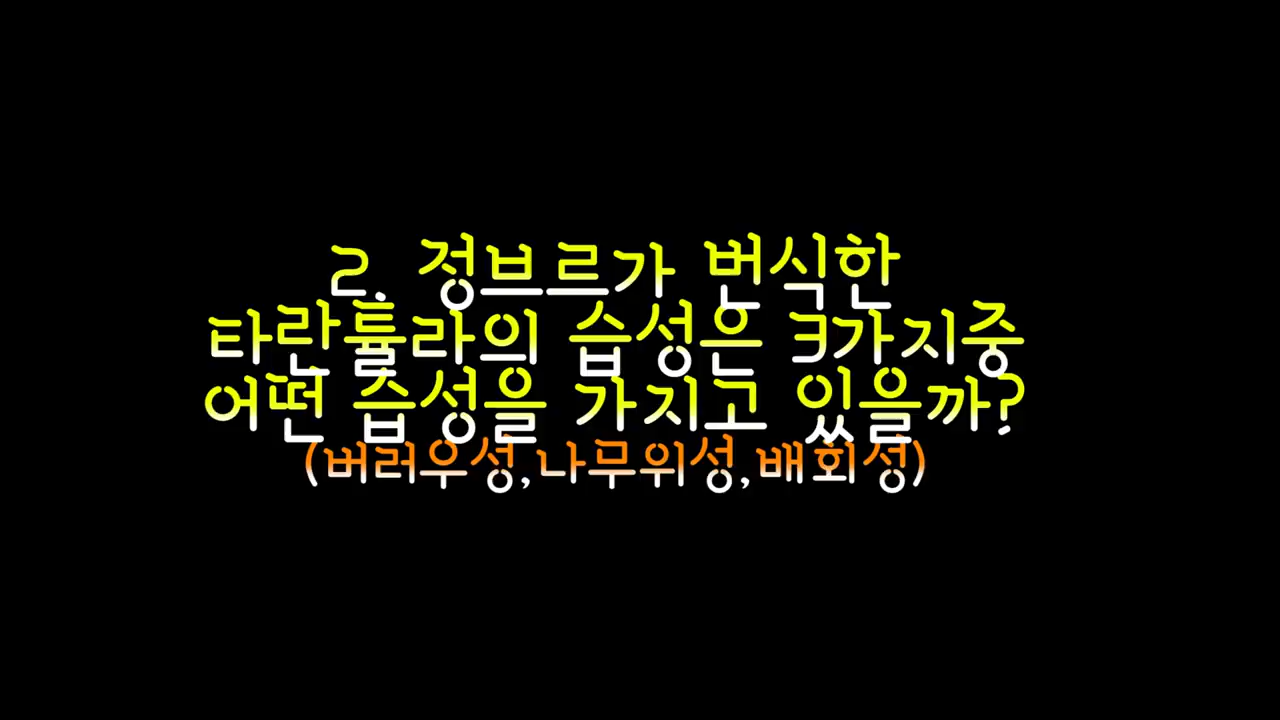 2. 정브르가 번식한
타란튤라의 습성은 3가지중
어떤 습성을 가지고 있을까?
(버러우성,나무위성,배회성)